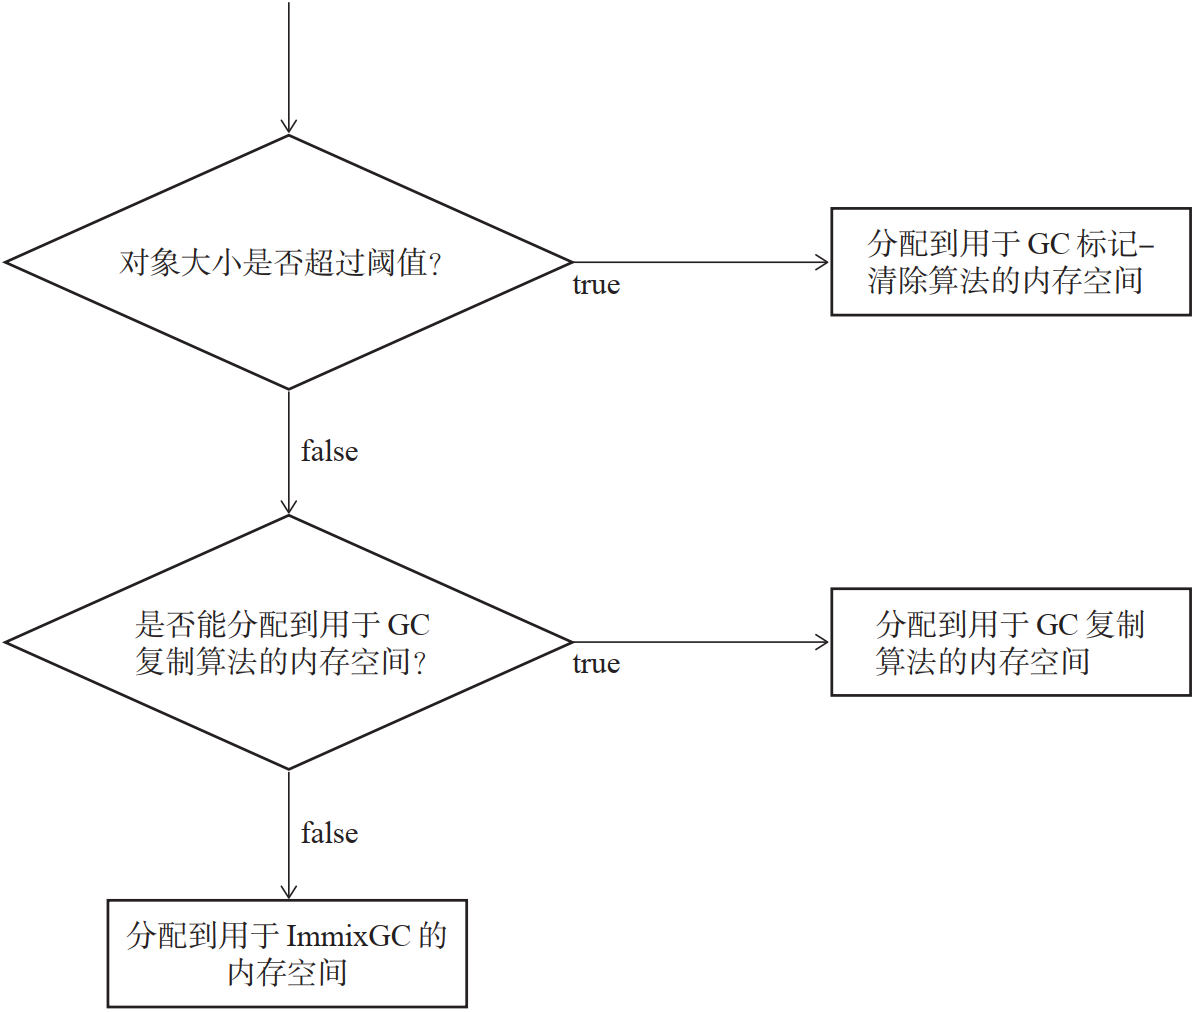 对象大小是否超过阈值？
true
分配到用于 GC 标记–
清除算法的内存空间
false
是否能分配到用于 GC
复制算法的内存空间？
true
分配到用于 GC 复制
算法的内存空间
false
分配到用于 ImmixGC 的
内存空间